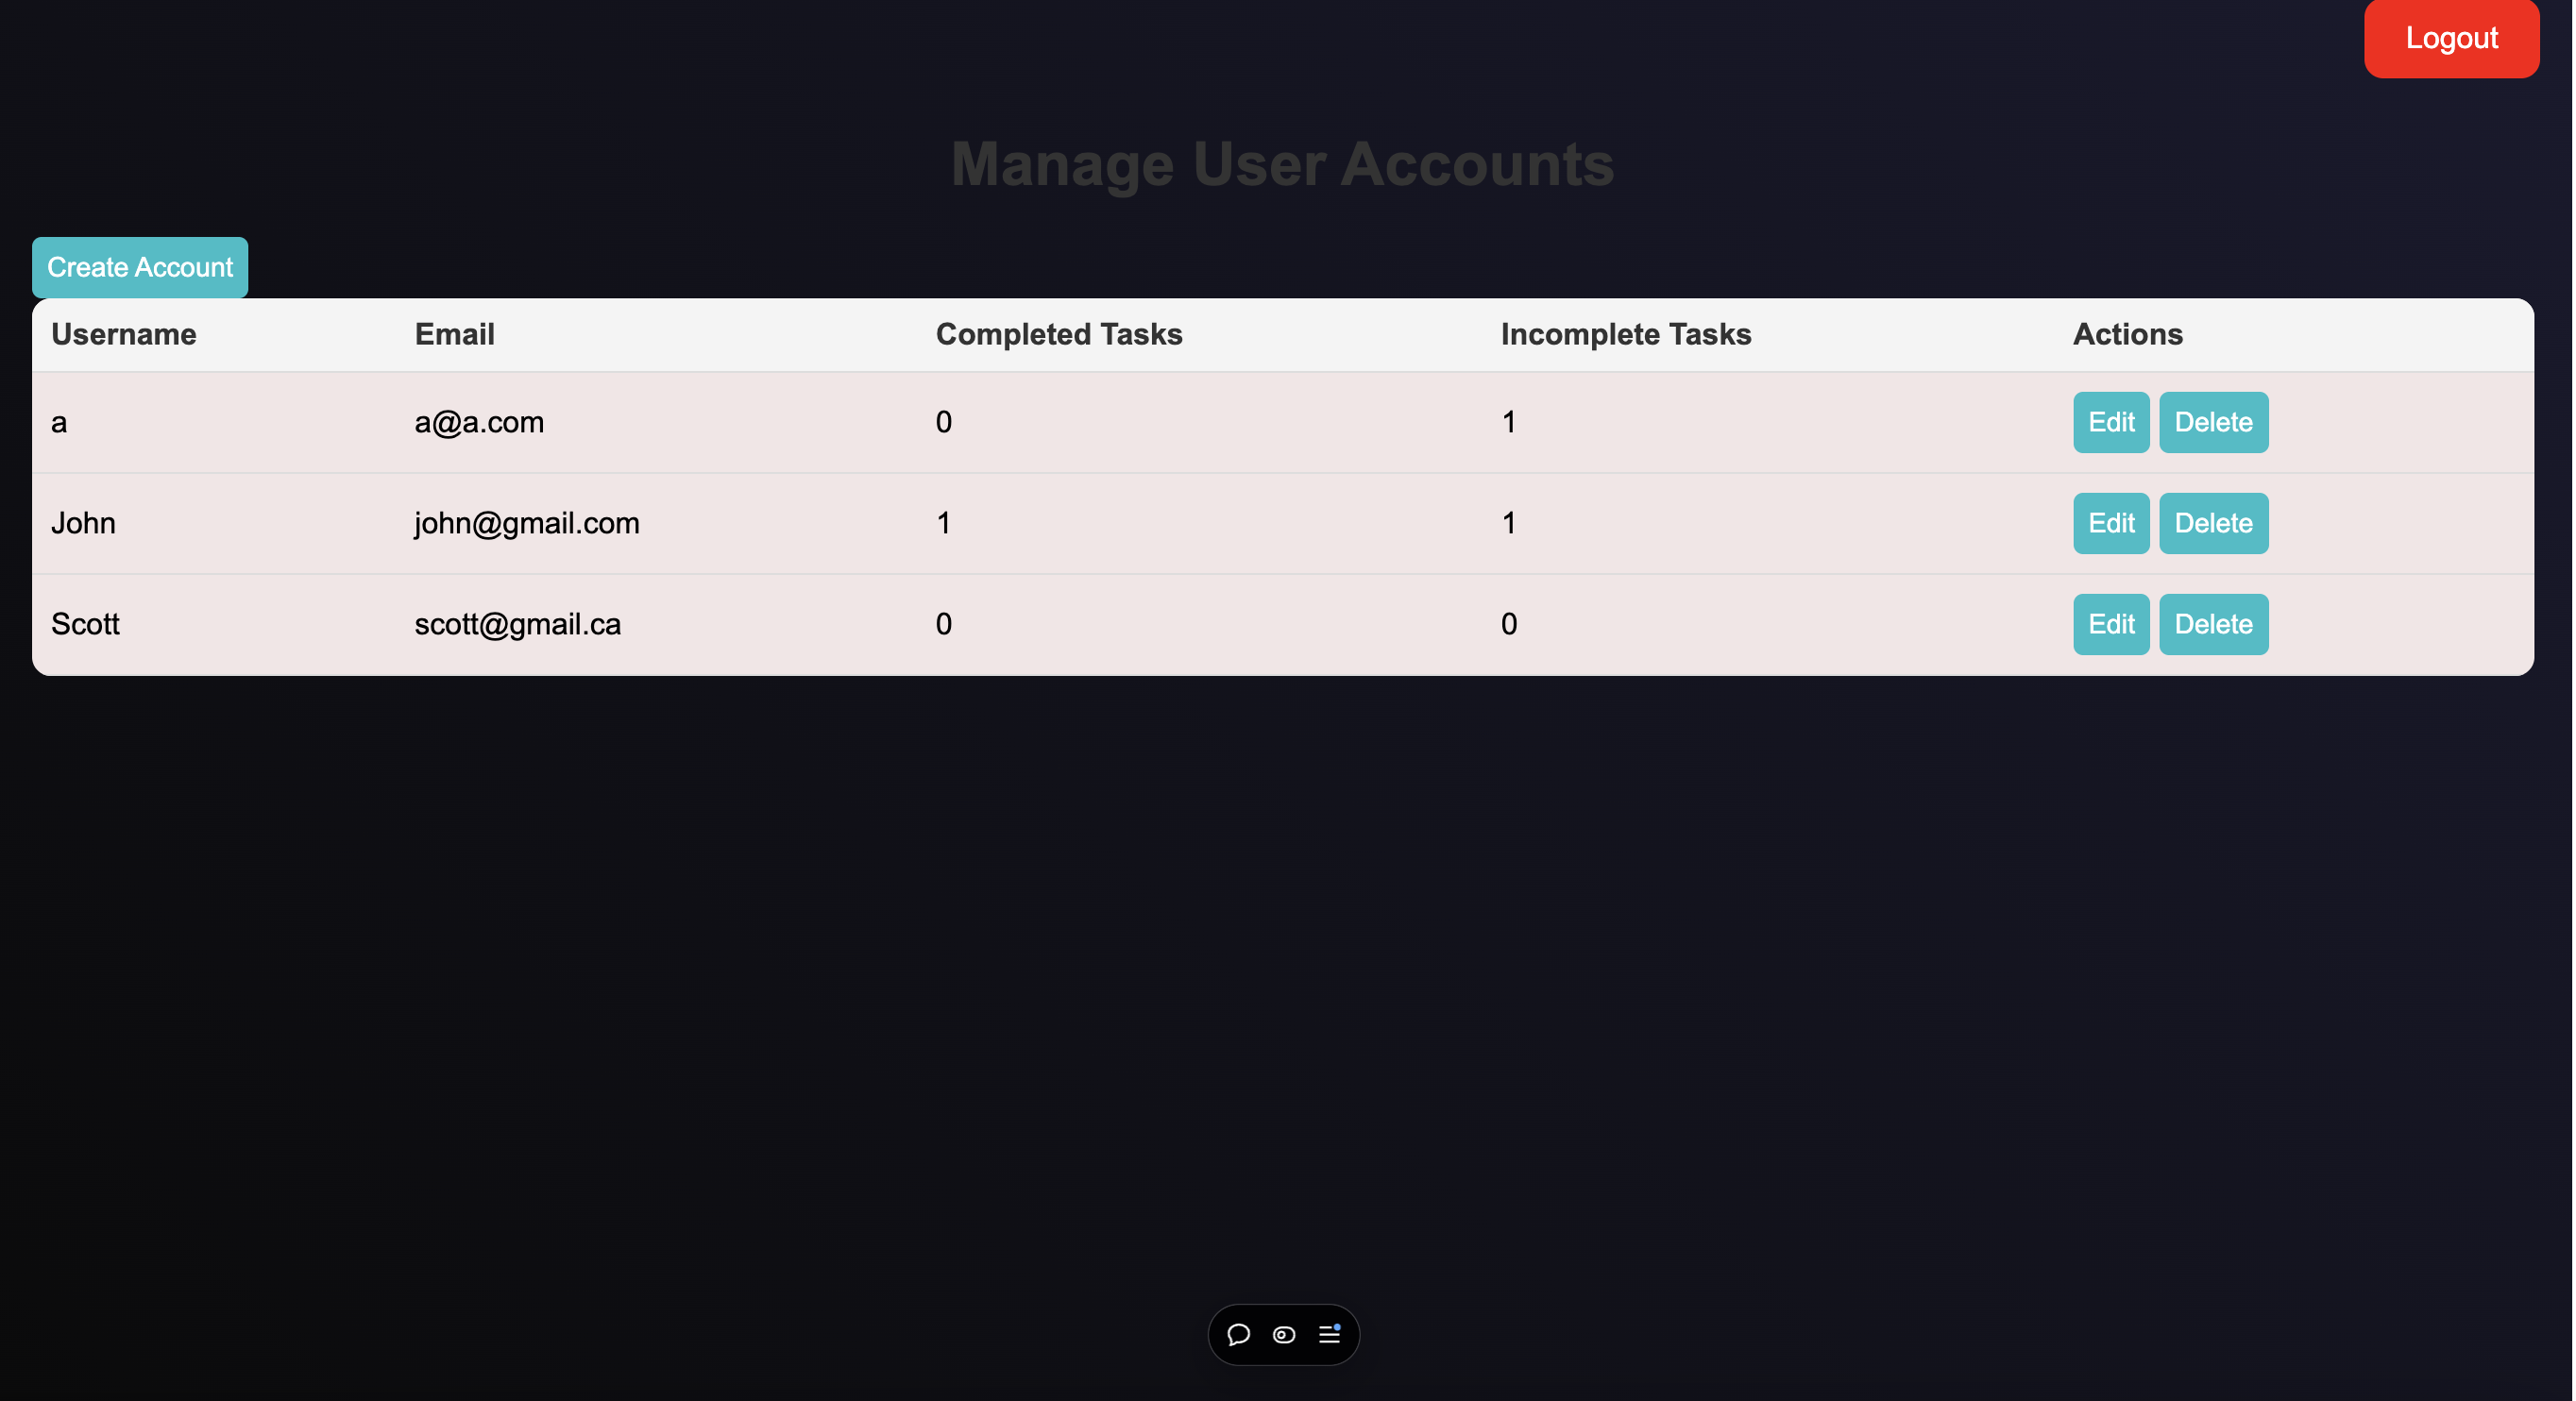 Logout
Manage User Accounts
Create Account
Username Email Completed Tasks Incomplete Tasks Actions
a a@a.com 0 1 Edit Delete
John john@gmail.com 1 1 Edit Delete
Scott scott@gmail.ca 0 0 Edit Delete